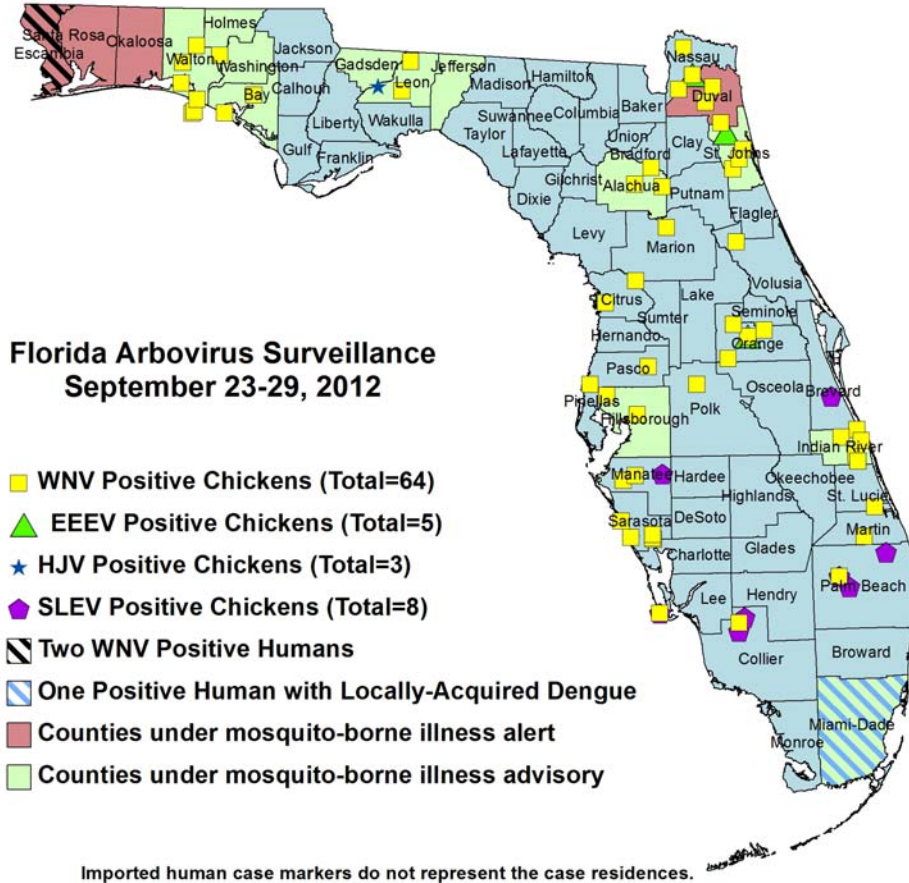 Holmes
Santa Rosa
Escambia
Okaloosa
Walton
Washington
Bay
Jackson
Calhoun
Gulf
Liberty
Franklin
Gadsden
Leon
Wakulla
Jefferson
Madison
Taylor
Hamilton
Suwannee
Lafayette
Dixie
Columbia
Gilchrist
Baker
Union
Bradford
Alachua
Levy
Nassau
Duval
Clay
St. Johns
Putnam
Flagler
Marion
Volusia
Citrus
Sumter
Lake
Seminole
Orange
Hernando
Pasco
Pinellas
Hillsborough
Polk
Osceola
Brevard
Indian River
Manatee
Hardee
Highlands
Okeechobee
St. Lucie
Sarasota
DeSoto
Martin
Charlotte
Glades
Lee
Hendry
Palm Beach
Collier
Broward
Monroe
Miami-Dade
Florida Arbovirus Surveillance
September 23-29, 2012
WNV Positive Chickens (Total=64)
EEEV Positive Chickens (Total=5)
HJV Positive Chickens (Total=3)
SLEV Positive Chickens (Total=8)
Two WNV Positive Humans
One Positive Human with Locally-Acquired Dengue
Counties under mosquito-borne illness alert
Counties under mosquito-borne illness advisory
Imported human case markers do not represent the case residences.